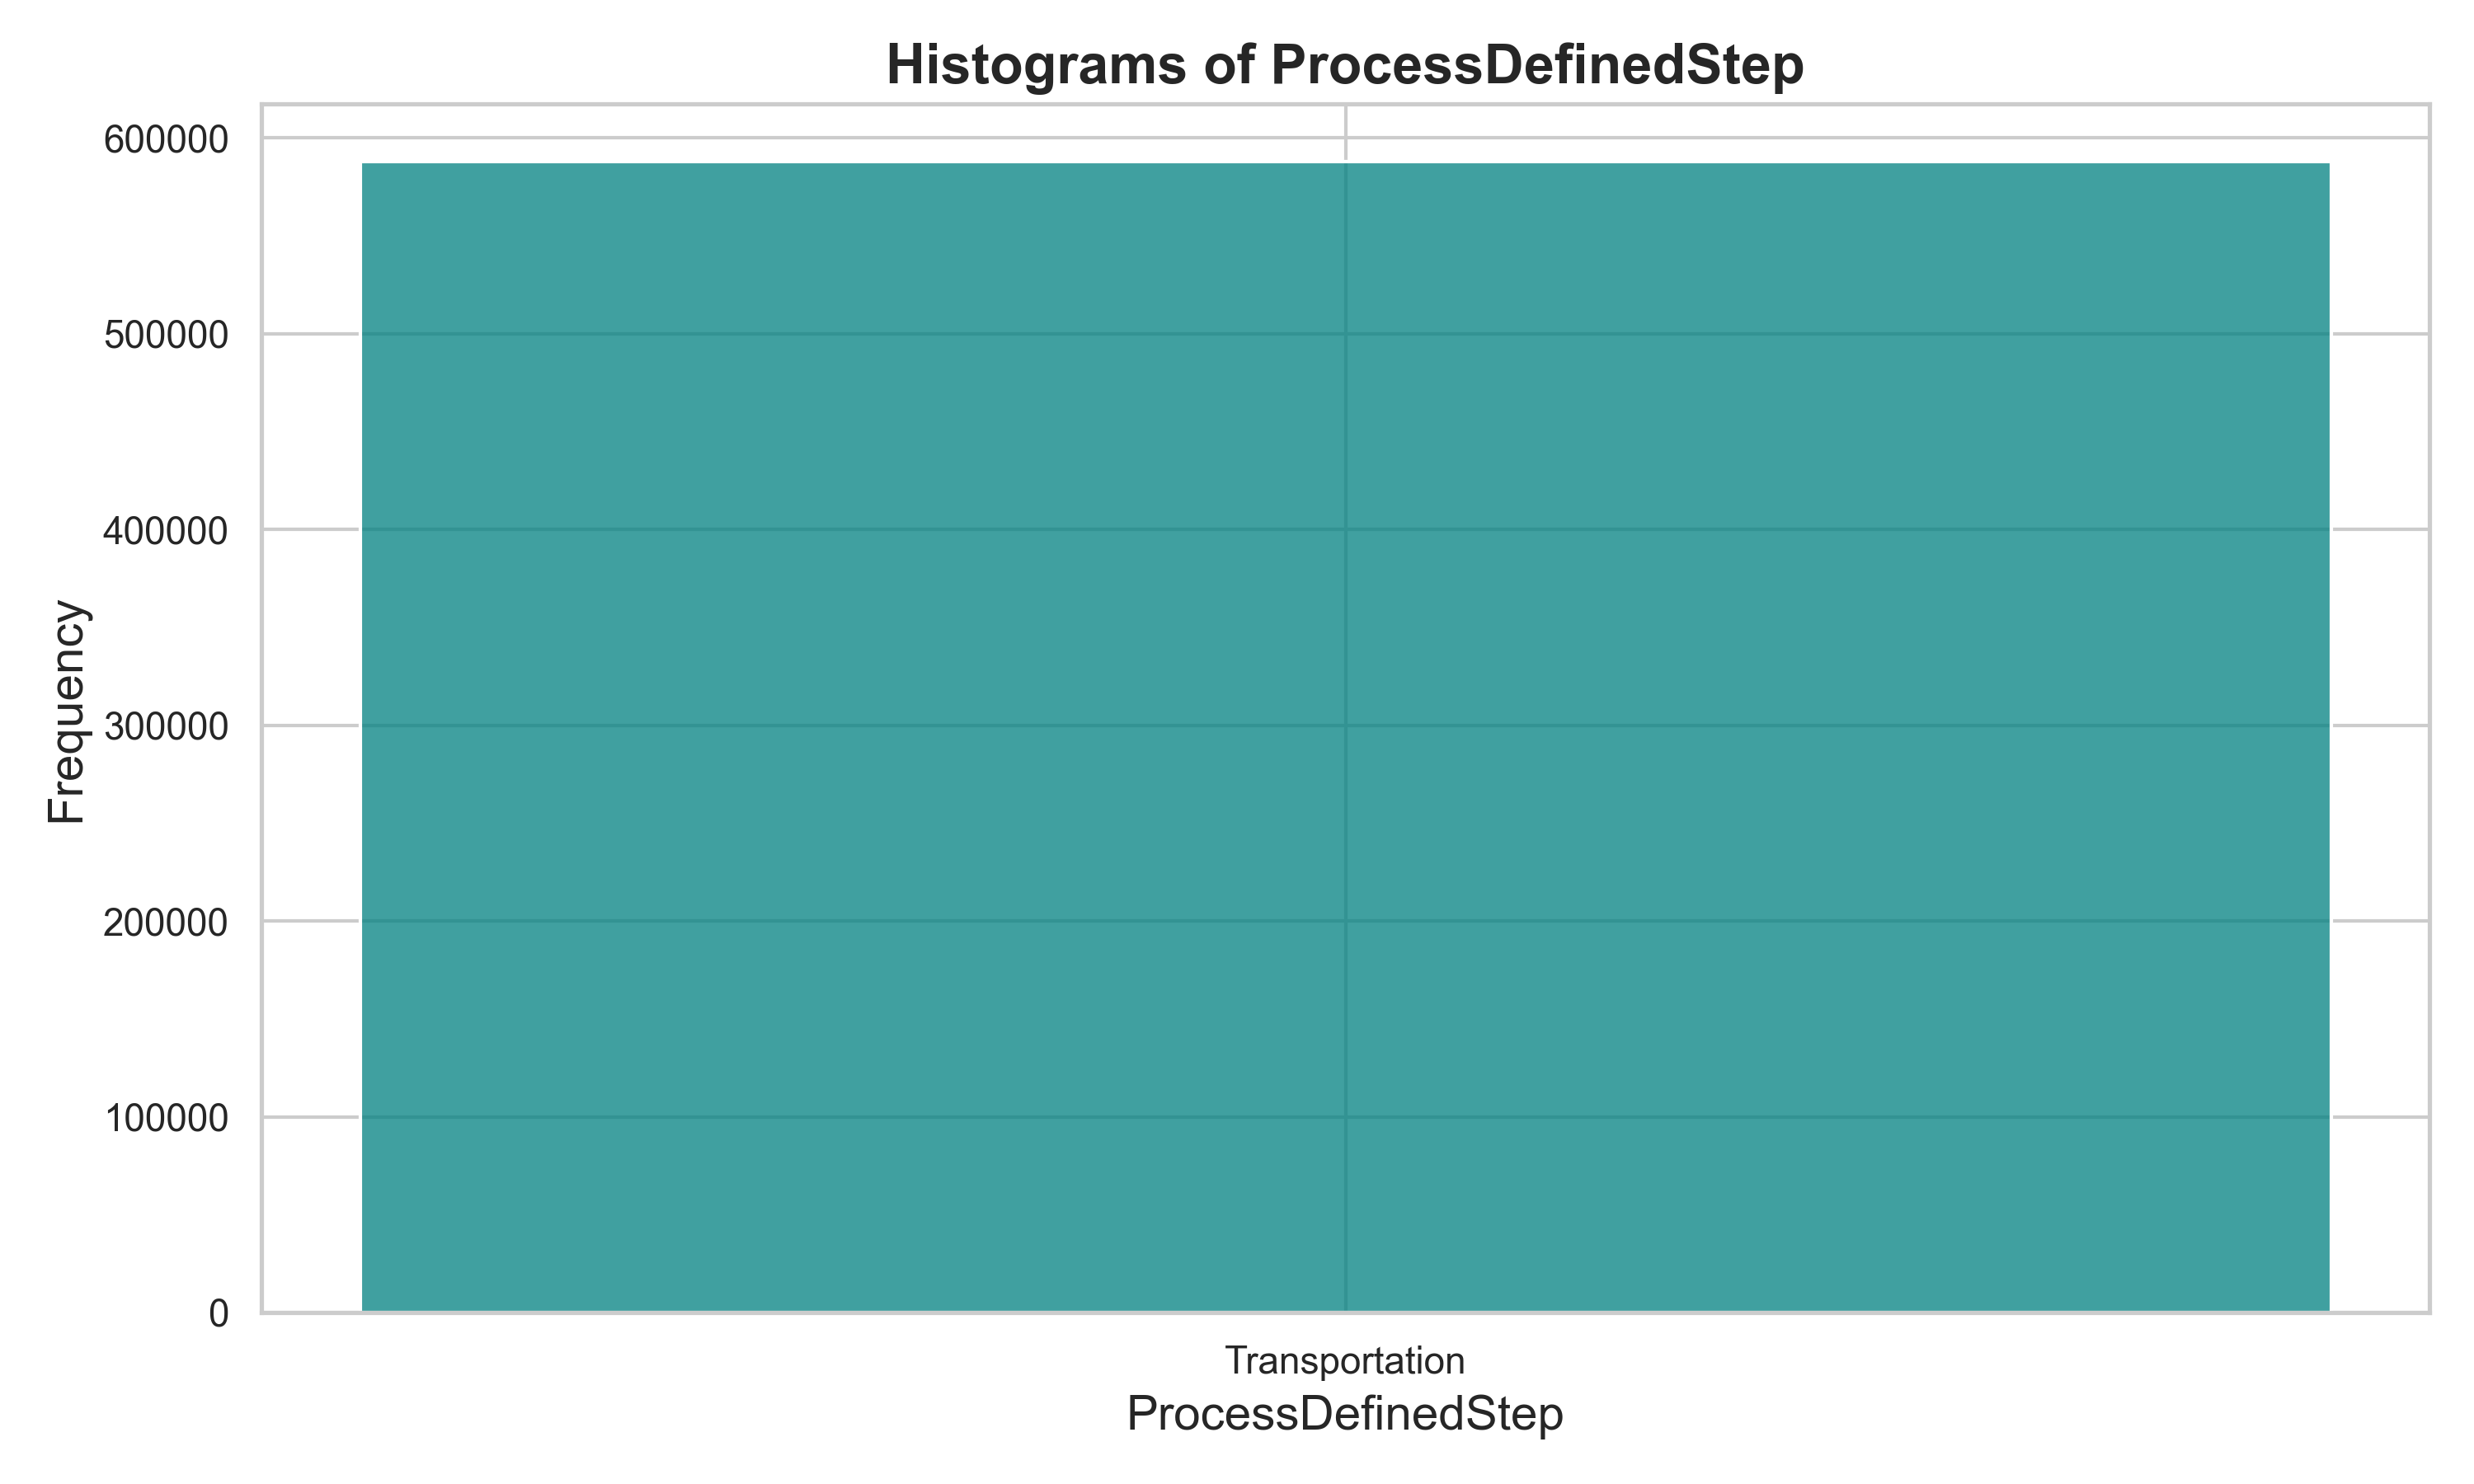 Histograms of ProcessDefinedStep
600000
500000
400000
300000
200000
100000
0
Frequency
Transportation
ProcessDefinedStep